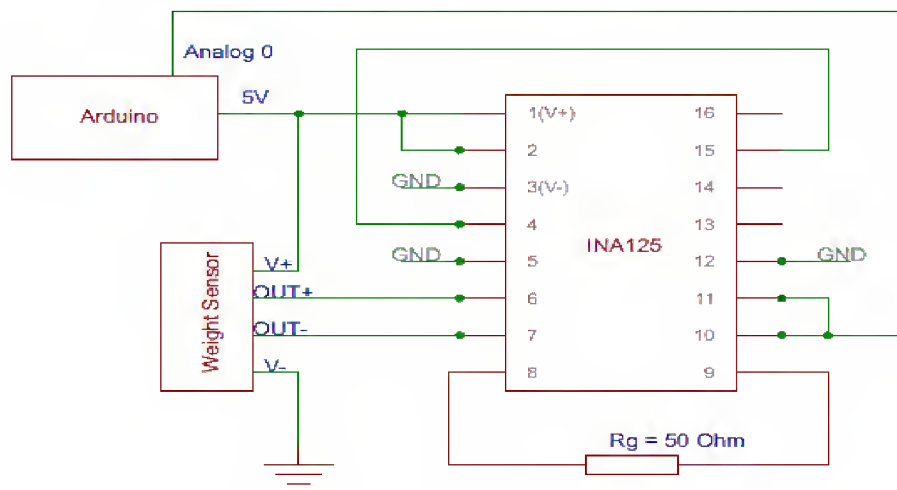 Analog 0
5V
Arduino
1(V+) 16
2 15
GND 3(V-) 14
4 13
INA125
GND 5 12 GND
V+
OUT+ 6 11
OUT- 7 10
V- 8 9
Weight Sensor
Rg = 50 Ohm